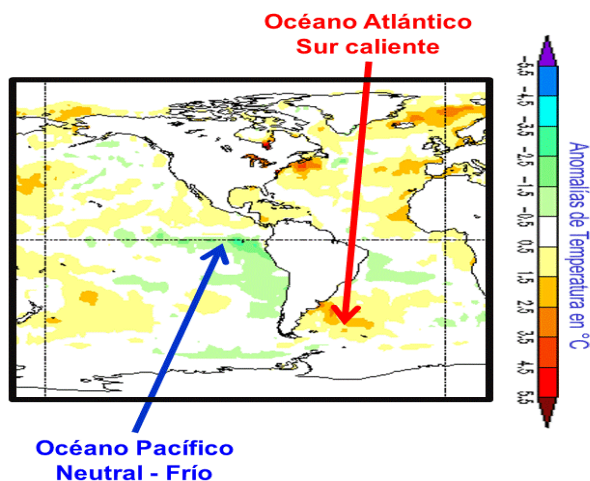 Océano Atlántico
Sur caliente
-5.5
-4.5
-3.5
-2.5
-1.5
-0.5
0.5
1.5
2.5
3.5
4.5
5.5
Anomalías de Temperatura en °C
Océano Pacífico
Neutral - Frío